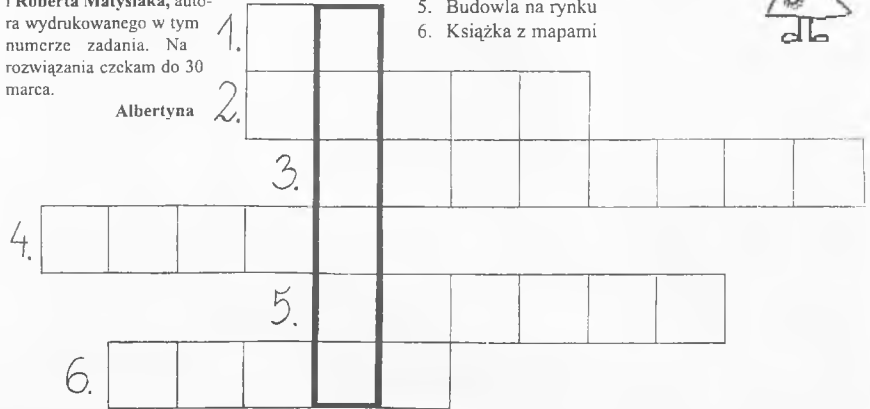 Roberta Matysiaka, auto-
ra wydrukowanego w tym
numerze zadania. Na
rozwiązania czekam do 30
marca.
Albertyna
5. Budowla na rynku
6. Książka z mapami
1.
2.
3.
4.
5.
6.